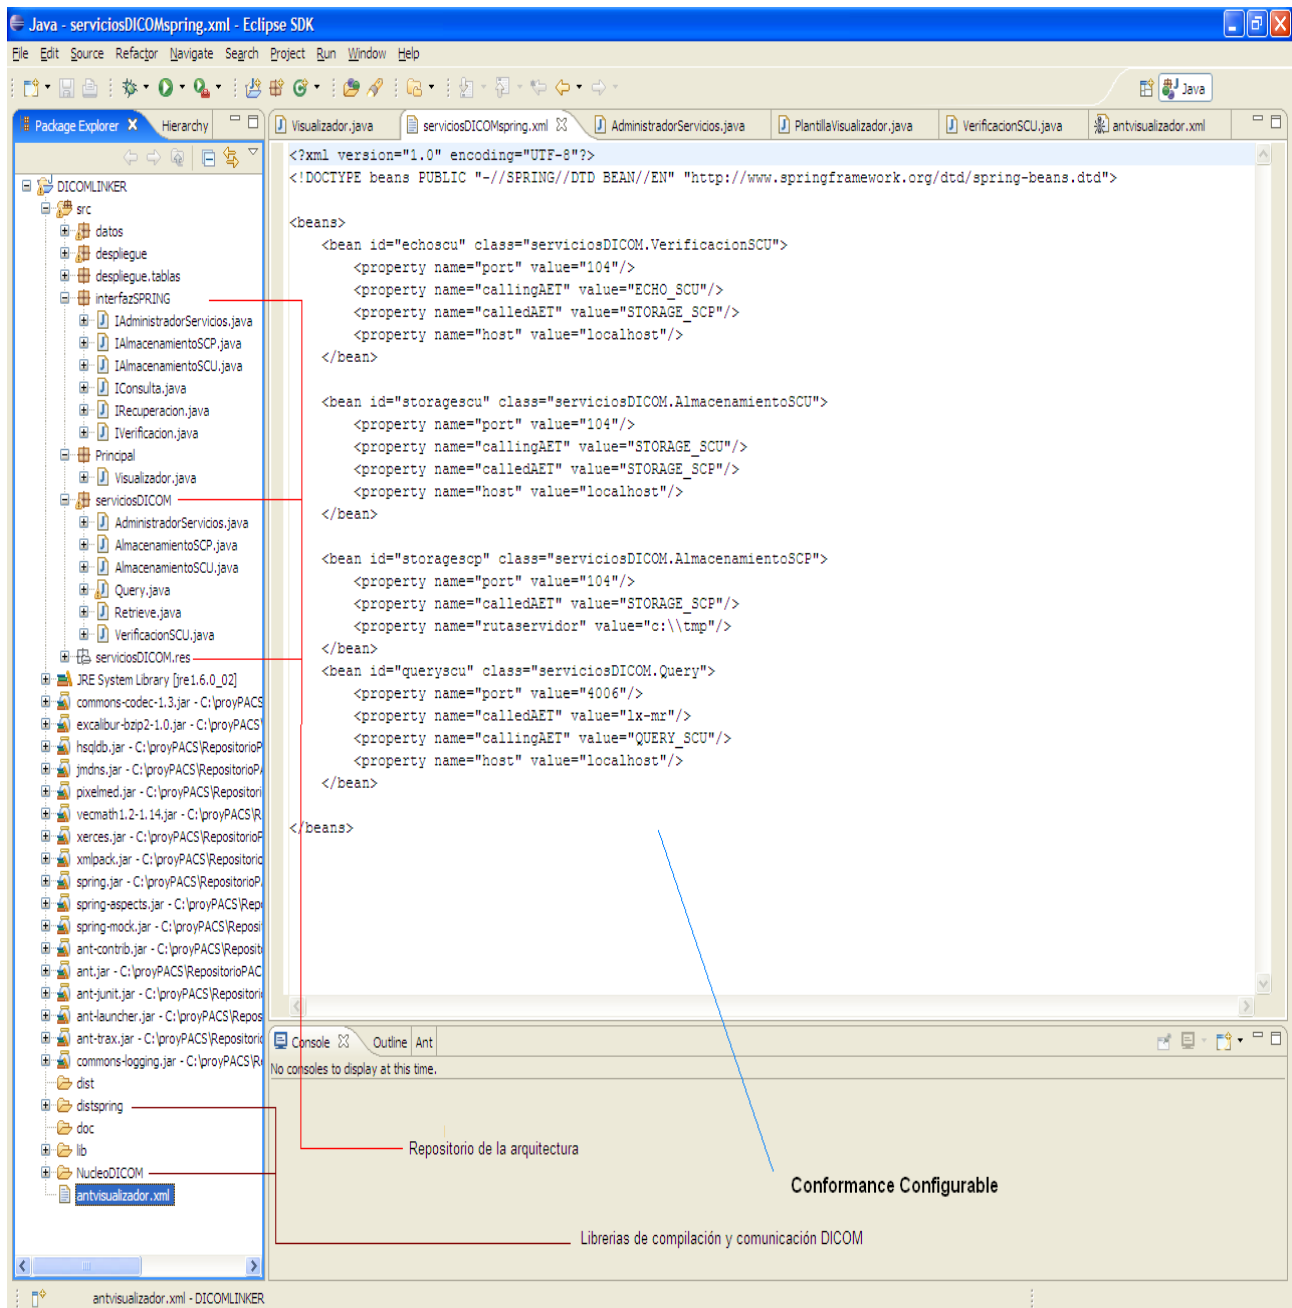 Java - serviciosDICOMspring.xml - Eclipse SDK
File Edit Source Refactor Navigate Search Project Run Window Help
Java
Package Explorer Hierarchy
Visualizador.java serviciosDICOMspring.xml AdministradorServicios.java PlantillaVisualizador.java VerificacionSCU.java antvisualizador.xml
DICOMLINKER
src
datos
despliegue
despliegue.tablas
interfazSPRING
IAdministradorServicios.java
IAlmacenamientoSCP.java
IAlmacenamientoSCU.java
IConsulta.java
IRecuperacion.java
IVerificacion.java
Principal
Visualizador.java
serviciosDICOM
AdministradorServicios.java
AlmacenamientoSCP.java
AlmacenamientoSCU.java
Query.java
Retrieve.java
VerificacionSCU.java
serviciosDICOM.res
JRE System Library [jre1.6.0_02]
commons-codec-1.3.jar - C:\proyPACS
excalibur-bzip2-1.0.jar - C:\proyPACS\
hsqldb.jar - C:\proyPACS\RepositorioP
jmdns.jar - C:\proyPACS\RepositorioPA
pixelmed.jar - C:\proyPACS\Repositori
vecmath1.2-1.14.jar - C:\proyPACS\R
xerces.jar - C:\proyPACS\RepositorioP
xmlpack.jar - C:\proyPACS\Repositorio
spring.jar - C:\proyPACS\RepositorioP
spring-aspects.jar - C:\proyPACS\Rep
spring-mock.jar - C:\proyPACS\Reposi
ant-contrib.jar - C:\proyPACS\Reposit
ant.jar - C:\proyPACS\RepositorioPAC
ant-junit.jar - C:\proyPACS\Repositori
ant-launcher.jar - C:\proyPACS\Repos
ant-trax.jar - C:\proyPACS\Repositorio
commons-logging.jar - C:\proyPACS\R
dist
distspring
doc
lib
NucleoDICOM
antvisualizador.xml
<?xml version="1.0" encoding="UTF-8"?>
<!DOCTYPE beans PUBLIC "-//SPRING//DTD BEAN//EN" "http://www.springframework.org/dtd/spring-beans.dtd">
<beans>
<bean id="echoscu" class="serviciosDICOM.VerificacionSCU">
<property name="port" value="104"/>
<property name="callingAET" value="ECHO_SCU"/>
<property name="calledAET" value="STORAGE_SCP"/>
<property name="host" value="localhost"/>
</bean>
<bean id="storagescu" class="serviciosDICOM.AlmacenamientoSCU">
<property name="port" value="104"/>
<property name="callingAET" value="STORAGE_SCU"/>
<property name="calledAET" value="STORAGE_SCP"/>
<property name="host" value="localhost"/>
</bean>
<bean id="storagescp" class="serviciosDICOM.AlmacenamientoSCP">
<property name="port" value="104"/>
<property name="calledAET" value="STORAGE_SCP"/>
<property name="rutaservidor" value="c:\\tmp"/>
</bean>
<bean id="queryscu" class="serviciosDICOM.Query">
<property name="port" value="4006"/>
<property name="calledAET" value="lx-mr"/>
<property name="callingAET" value="QUERY_SCU"/>
<property name="host" value="localhost"/>
</bean>
</beans>
Console Outline Ant
No consoles to display at this time.
Repositorio de la arquitectura
Conformance Configurable
Librerias de compilación y comunicación DICOM
antvisualizador.xml - DICOMLINKER